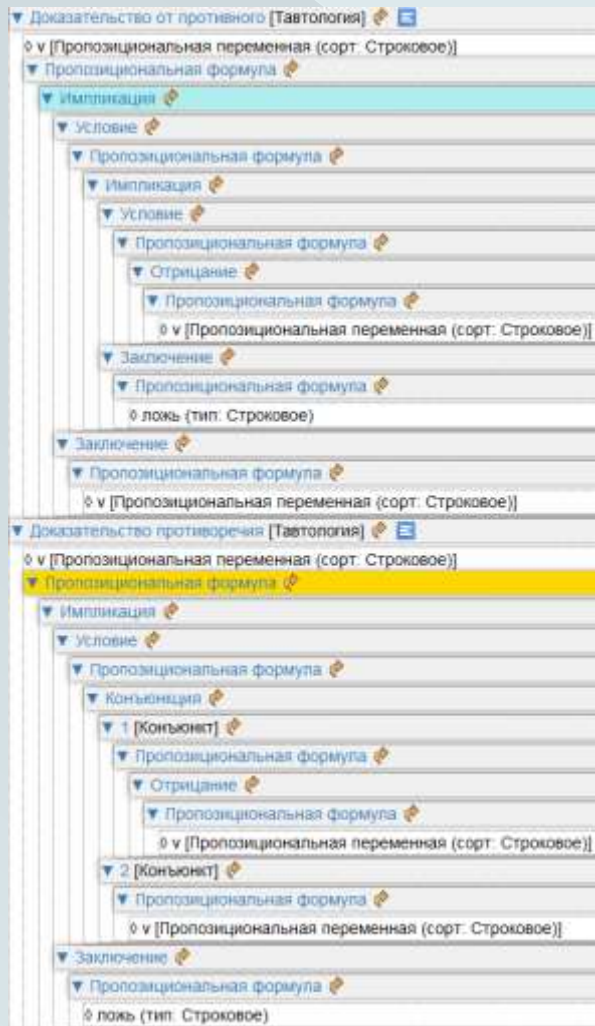 Доказательство от противного [Тавтология]
v [Пропозициональная переменная (сорт: Строковое)]
Пропозициональная формула
Импликация
Условие
Пропозициональная формула
Импликация
Условие
Пропозициональная формула
Отрицание
Пропозициональная формула
v [Пропозициональная переменная (сорт: Строковое)]
Заключение
Пропозициональная формула
ложь (тип: Строковое)
Заключение
Пропозициональная формула
v [Пропозициональная переменная (сорт: Строковое)]
Доказательство противоречия [Тавтология]
v [Пропозициональная переменная (сорт: Строковое)]
Пропозициональная формула
Импликация
Условие
Пропозициональная формула
Конъюнкция
1 [Конъюнкт]
Пропозициональная формула
Отрицание
Пропозициональная формула
v [Пропозициональная переменная (сорт: Строковое)]
2 [Конъюнкт]
Пропозициональная формула
v [Пропозициональная переменная (сорт: Строковое)]
Заключение
Пропозициональная формула
ложь (тип: Строковое)